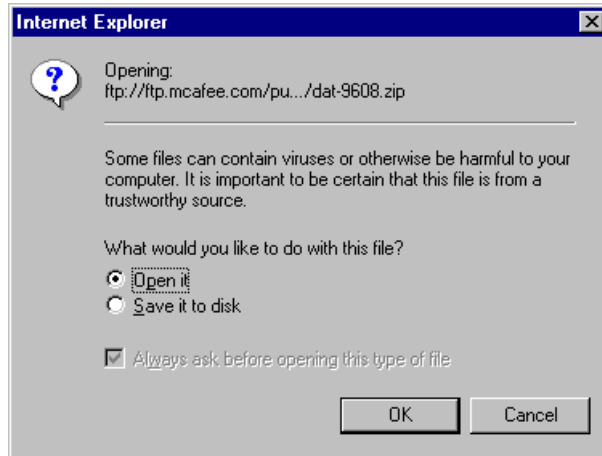 Internet Explorer
?
Opening:
ftp://ftp.mcafee.com/pu.../dat-9608.zip
Some files can contain viruses or otherwise be harmful to your
computer. It is important to be certain that this file is from a
trustworthy source.
What would you like to do with this file?
Open it
Save it to disk
Always ask before opening this type of file
OK Cancel